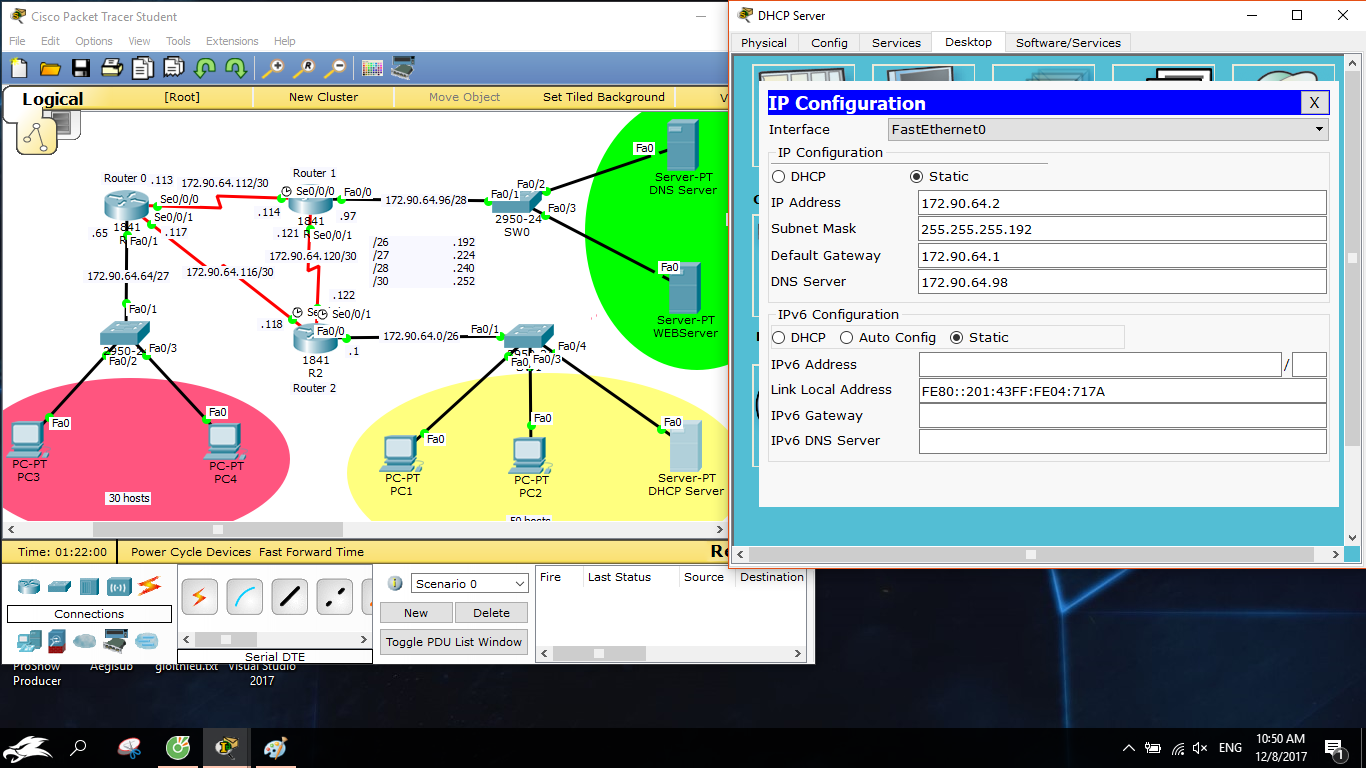 Cisco Packet Tracer Student
File Edit Options View Tools Extensions Help
Logical [Root] New Cluster Move Object Set Tiled Background V
Router 0 .113
172.90.64.112/30
Router 1
Se0/0/0 Se0/0/0 Fa0/0
1841
Se0/0/1
.114
1841
.97
172.90.64.96/28
Fa0/1 Fa0/2
Fa0/3
2950-24
SW0
Fa0
Server-PT
DNS Server
.65 Fa0/1 .117
.121 R Se0/0/1
172.90.64.120/30
172.90.64.64/27
172.90.64.116/30
/26 .192
/27 .224
/28 .240
/30 .252
Fa0
Server-PT
WEBServer
.122
Fa0/1
Se0/0/1
.118
Fa0/0
.1
172.90.64.0/26
Fa0/1
Fa0/4
Fa0/3
Fa0/2
Fa0/3
1841
R2
Router 2
Fa0
Fa0
PC-PT
PC3
PC-PT
PC4
30 hosts
Fa0
Fa0
Fa0
PC-PT
PC1
PC-PT
PC2
Server-PT
DHCP Server
50 hosts
Time: 01:22:00 Power Cycle Devices Fast Forward Time Re
Connections
Serial DTE
Scenario 0
New Delete
Toggle PDU List Window
Fire Last Status Source Destination
DHCP Server
Physical Config Services Desktop Software/Services
IP Configuration X
Interface FastEthernet0
IP Configuration
DHCP Static
IP Address 172.90.64.2
Subnet Mask 255.255.255.192
Default Gateway 172.90.64.1
DNS Server 172.90.64.98
IPv6 Configuration
DHCP Auto Config Static
IPv6 Address /
Link Local Address FE80::201:43FF:FE04:717A
IPv6 Gateway
IPv6 DNS Server
ProShow
Producer
Aegisub
gioithieu.txt
Visual Studio
2017
ENG
10:50 AM
12/8/2017
1